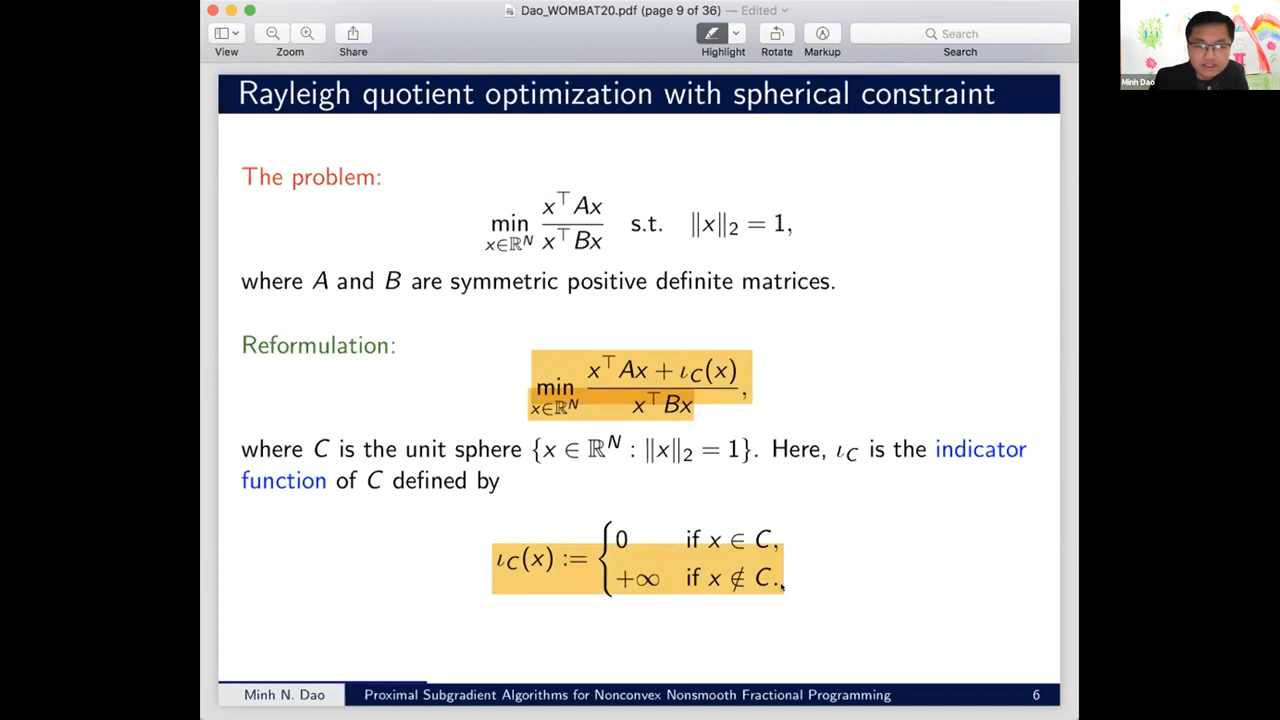 Dao_WOMBAT20.pdf (page 9 of 36) — Edited
View Zoom Share Highlight Rotate Markup Search
Search
Minh Dao
Rayleigh quotient optimization with spherical constraint
The problem:
min_{x∈ℝ^N} (x^⊤Ax)/(x^⊤Bx) s.t. ‖x‖₂ = 1,
where A and B are symmetric positive definite matrices.
Reformulation:
min_{x∈ℝ^N} (x^⊤Ax + ι_C(x))/(x^⊤Bx),
where C is the unit sphere {x ∈ ℝ^N : ‖x‖₂ = 1}. Here, ι_C is the indicator
function of C defined by
ι_C(x) := { 0 if x ∈ C,
+∞ if x ∉ C.
Minh N. Dao Proximal Subgradient Algorithms for Nonconvex Nonsmooth Fractional Programming 6